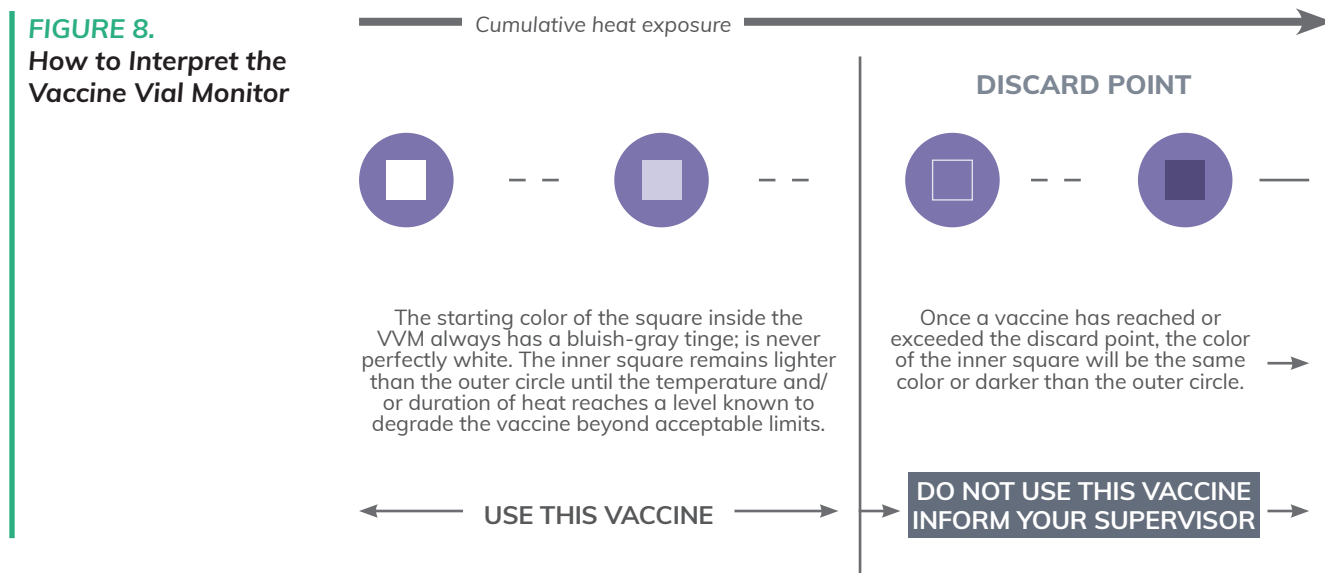 FIGURE 8.
How to Interpret the
Vaccine Vial Monitor
Cumulative heat exposure
DISCARD POINT
The starting color of the square inside the
VVM always has a bluish-gray tinge; is never
perfectly white. The inner square remains lighter
than the outer circle until the temperature and/
or duration of heat reaches a level known to
degrade the vaccine beyond acceptable limits.
Once a vaccine has reached or
exceeded the discard point, the color
of the inner square will be the same
color or darker than the outer circle.
USE THIS VACCINE
DO NOT USE THIS VACCINE
INFORM YOUR SUPERVISOR